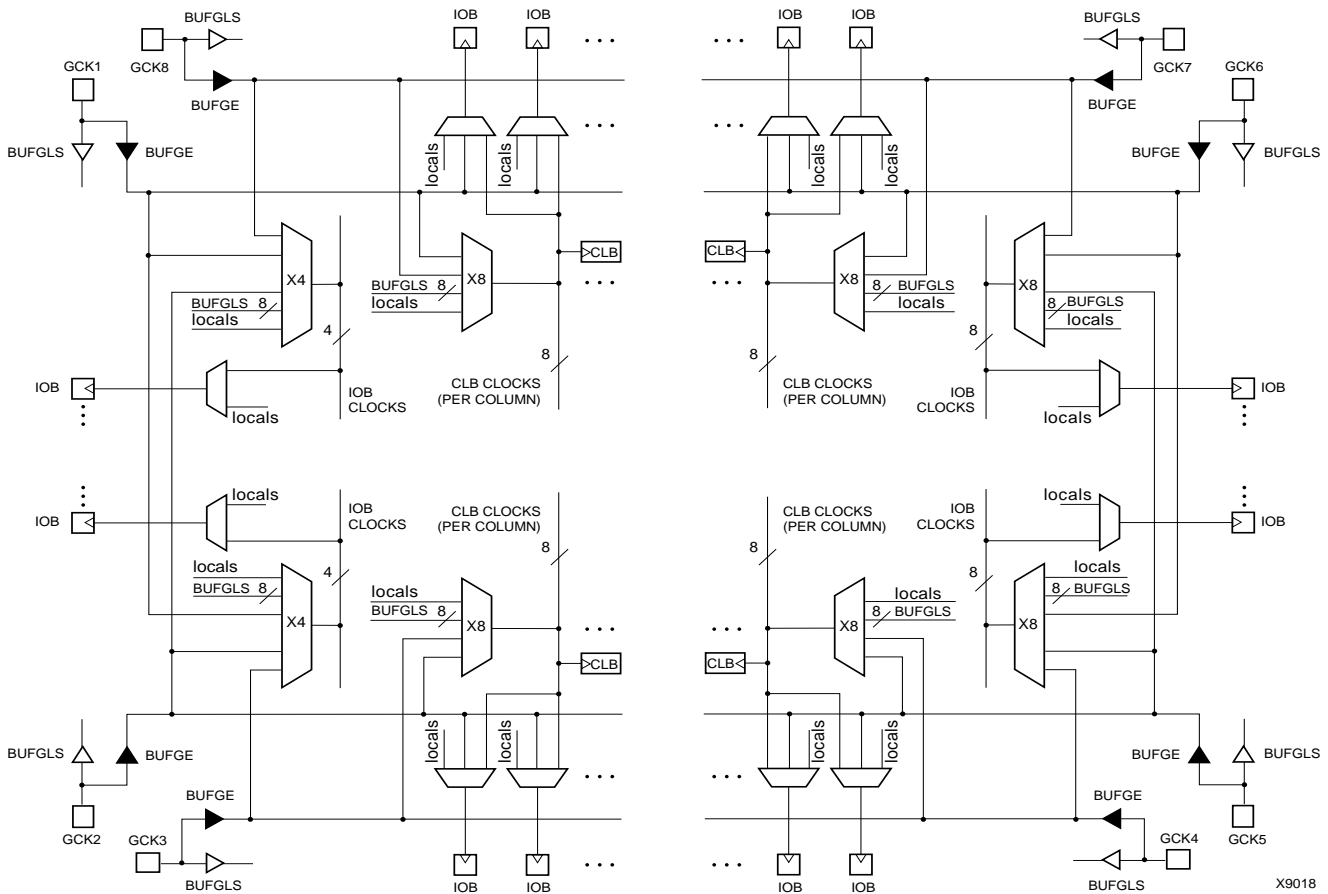 BUFGLS
IOB
IOB
IOB
IOB
BUFGLS
GCK8
GCK7
GCK1
GCK6
BUFGE
BUFGE
BUFGLS
BUFGE
BUFGE
BUFGLS
locals
locals
locals
locals
CLB
CLB
X4
X8
X8
X8
BUFGLS 8
locals
BUFGLS 8
locals
8 BUFGLS
locals
8 BUFGLS
locals
4
8
8
8
IOB
IOB
CLOCKS
CLB CLOCKS
(PER COLUMN)
CLB CLOCKS
(PER COLUMN)
IOB
CLOCKS
IOB
locals
locals
locals
locals
IOB
IOB
CLOCKS
CLB CLOCKS
(PER COLUMN)
CLB CLOCKS
(PER COLUMN)
IOB
CLOCKS
IOB
8
8
locals
BUFGLS 8
4
locals
BUFGLS 8
locals
8 BUFGLS
8
locals
8 BUFGLS
X4
X8
X8
X8
CLB
CLB
locals
locals
locals
locals
BUFGLS
BUFGE
BUFGE
BUFGLS
BUFGE
BUFGE
GCK2
GCK3
GCK4
GCK5
BUFGLS
IOB
IOB
IOB
IOB
BUFGLS
X9018